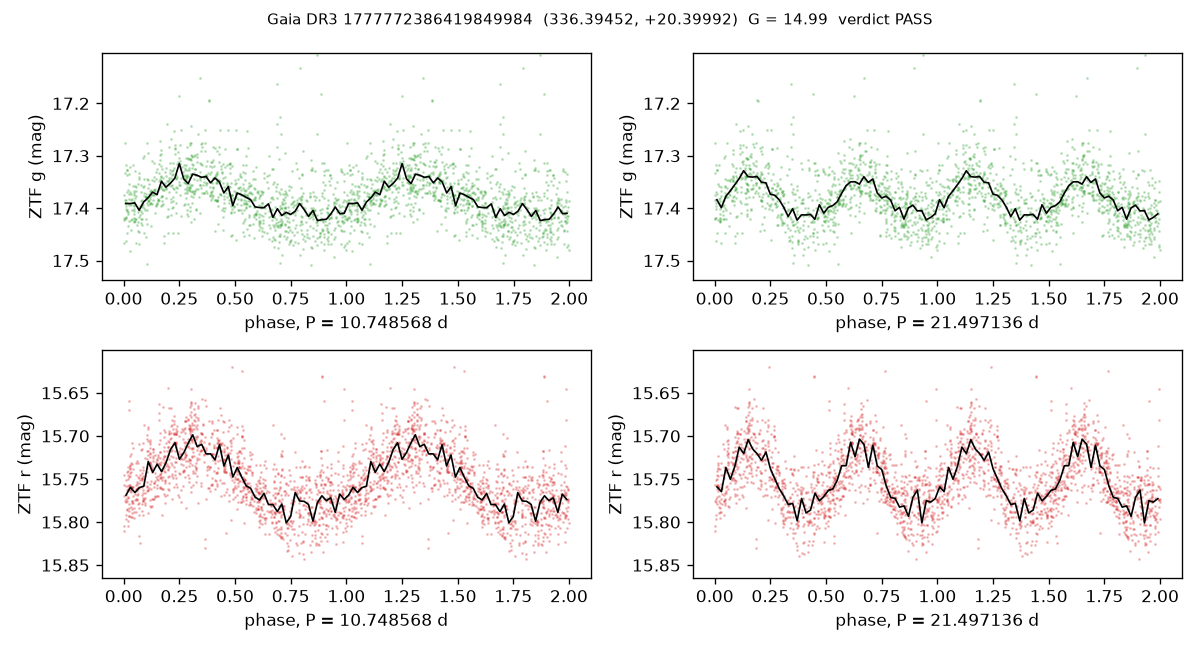 Gaia DR3 1777772386419849984 (336.39452, +20.39992) G = 14.99 verdict PASS
ZTF g (mag)
17.2
17.3
17.4
17.5
0.00 0.25 0.50 0.75 1.00 1.25 1.50 1.75 2.00
phase, P = 10.748568 d
ZTF g (mag)
17.2
17.3
17.4
17.5
0.00 0.25 0.50 0.75 1.00 1.25 1.50 1.75 2.00
phase, P = 21.497136 d
ZTF r (mag)
15.65
15.70
15.75
15.80
15.85
0.00 0.25 0.50 0.75 1.00 1.25 1.50 1.75 2.00
phase, P = 10.748568 d
ZTF r (mag)
15.65
15.70
15.75
15.80
15.85
0.00 0.25 0.50 0.75 1.00 1.25 1.50 1.75 2.00
phase, P = 21.497136 d